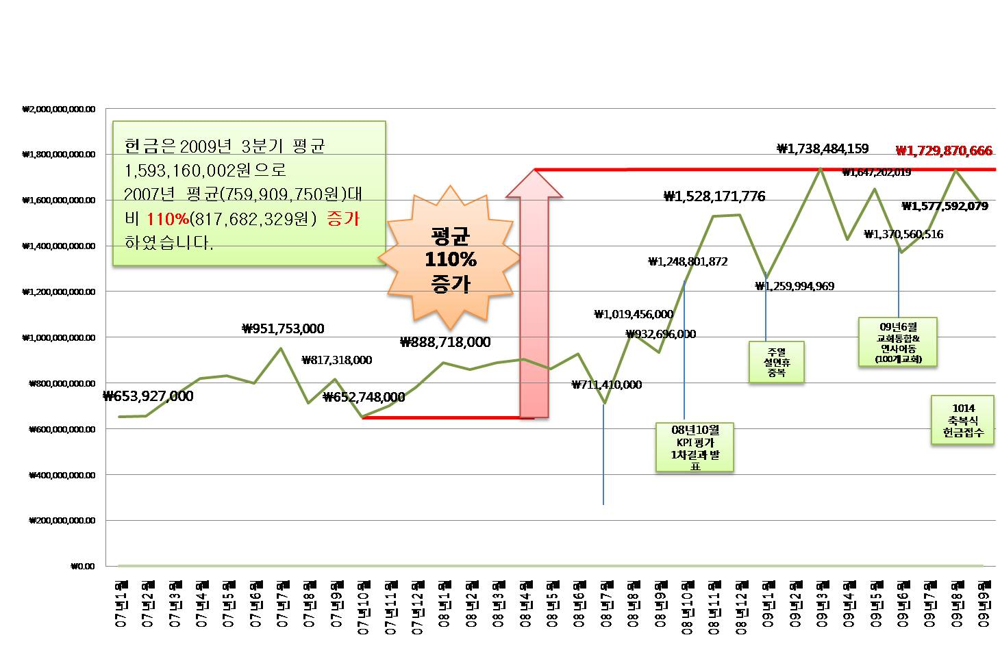 ₩2,000,000,000.00
₩1,800,000,000.00
₩1,600,000,000.00
₩1,400,000,000.00
₩1,200,000,000.00
₩1,000,000,000.00
₩800,000,000.00
₩600,000,000.00
₩400,000,000.00
₩200,000,000.00
₩0.00
헌금은 2009년 3분기 평균
1,593,160,002원으로
2007년 평균(759,909,750원)대
비 110%(817,682,329원) 증가
하였습니다.
평균
110%
증가
₩653,927,000
₩951,753,000
₩817,318,000
₩652,748,000
₩888,718,000
₩711,410,000
₩1,019,456,000
₩932,696,000
₩1,248,801,872
₩1,528,171,776
₩1,259,994,969
₩1,738,484,159
₩1,647,202,019
₩1,370,560,516
₩1,729,870,666
₩1,577,592,079
08년10월
KPI 평가
1차결과 발
표
주열
설연휴
중복
09년6월
교회통합&
연사이동
(100개교회)
1014
축복식
헌금접수
07년1월
07년2월
07년3월
07년4월
07년5월
07년6월
07년7월
07년8월
07년9월
07년10월
07년11월
07년12월
08년1월
08년2월
08년3월
08년4월
08년5월
08년6월
08년7월
08년8월
08년9월
08년10월
08년11월
08년12월
09년1월
09년2월
09년3월
09년4월
09년5월
09년6월
09년7월
09년8월
09년9월